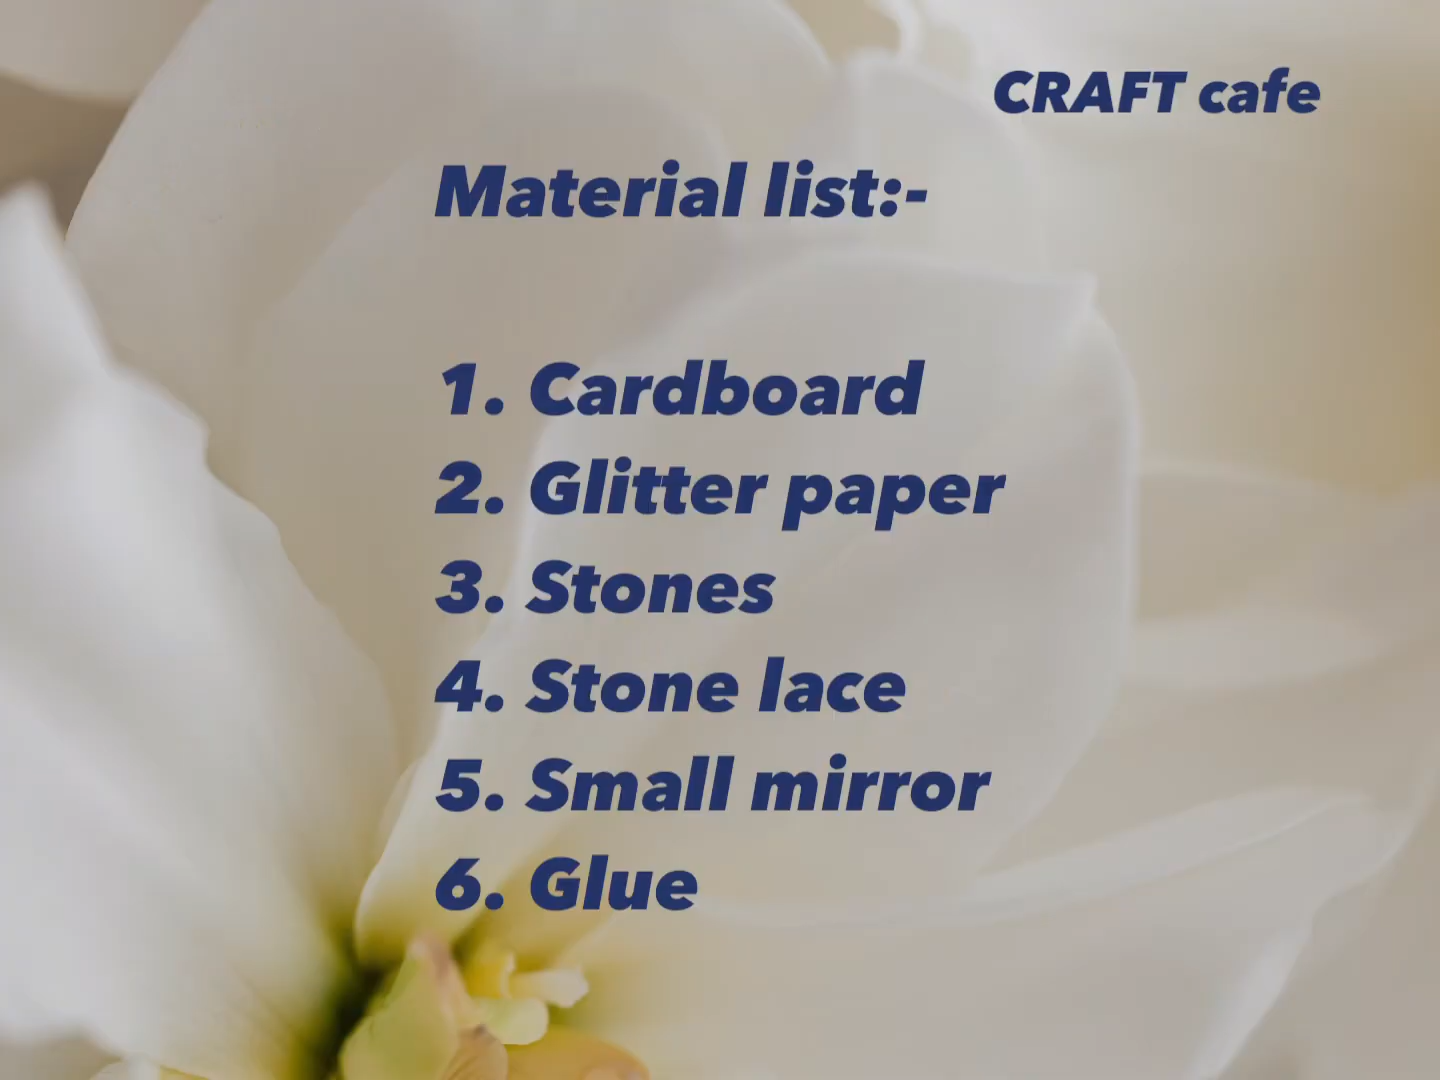 CRAFT cafe
Material list:-
1. Cardboard
2. Glitter paper
3. Stones
4. Stone lace
5. Small mirror
6. Glue